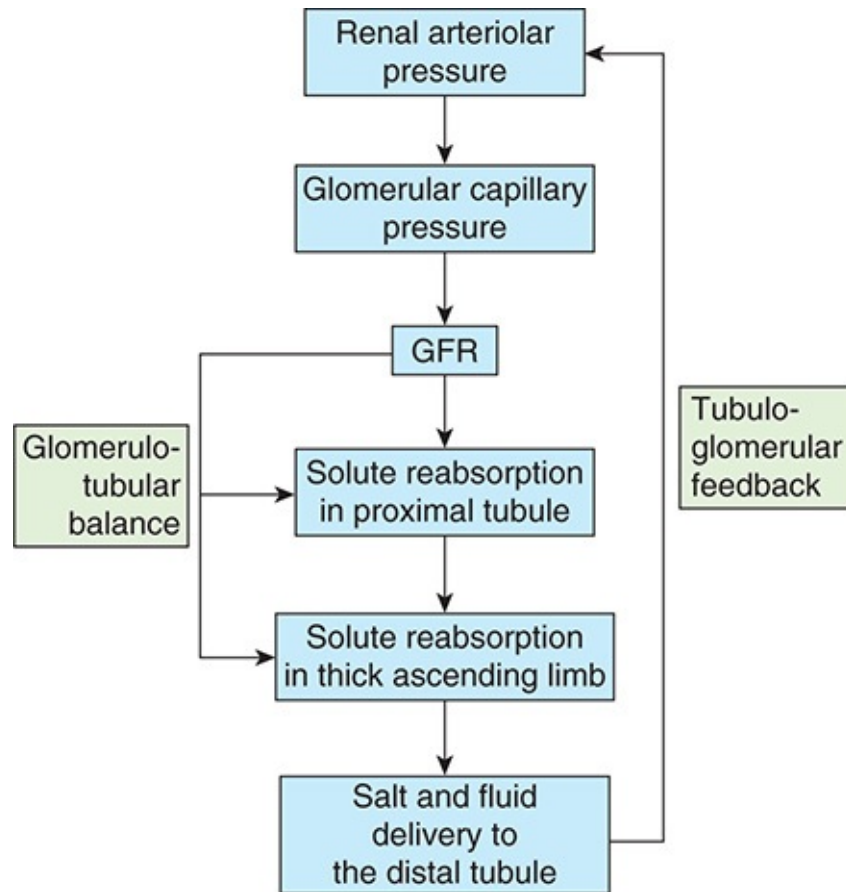 Renal arteriolar
pressure
Glomerular capillary
pressure
GFR
Glomerulo-
tubular
balance
Tubulo-
glomerular
feedback
Solute reabsorption
in proximal tubule
Solute reabsorption
in thick ascending limb
Salt and fluid
delivery to
the distal tubule